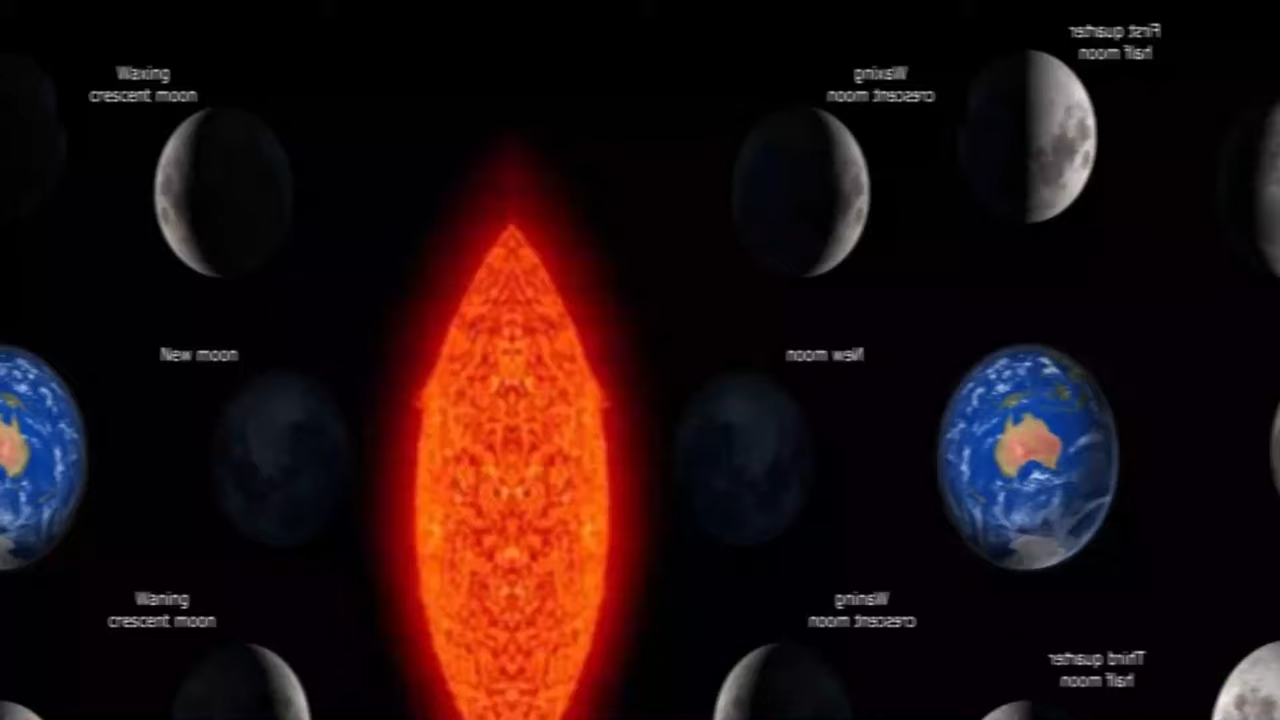 Waxing
crescent moon
Waxing
crescent moon
First quarter
half moon
New moon
New moon
Waning
crescent moon
Waning
crescent moon
Third quarter
half moon